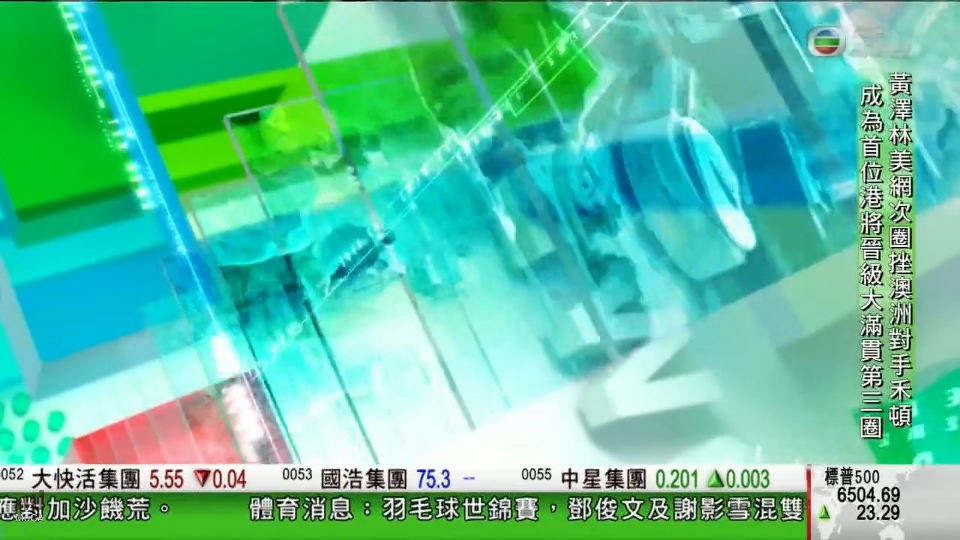 黃澤林美網次圈挫澳洲對手禾頓
成為首位港將晉級大滿貫第三圈
0052 大快活集團 5.55 ▼0.04 0053 國浩集團 75.3 -- 0055 中星集團 0.201 ▲0.003
標普500
6504.69
▲ 23.29
應對加沙饑荒。 體育消息：羽毛球世錦賽，鄧俊文及謝影雪混雙